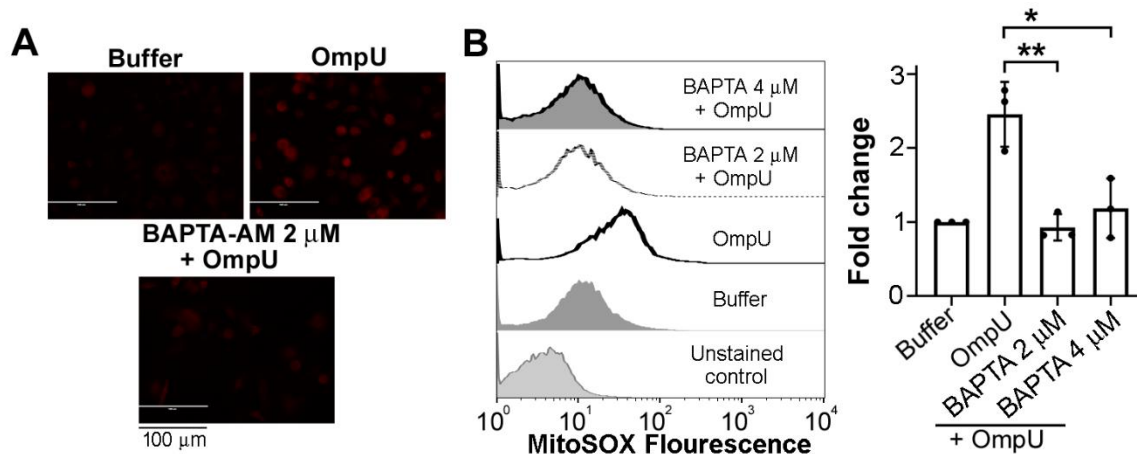 A
Buffer
OmpU
BAPTA-AM 2 μM
+ OmpU
100 μm
B
BAPTA 4 μM
+ OmpU
BAPTA 2 μM
+ OmpU
OmpU
Buffer
Unstained
control
10⁰ 10¹ 10² 10³ 10⁴
MitoSOX Flourescence
*
**
Fold change
3
2
1
0
Buffer
OmpU
BAPTA 2 μM
BAPTA 4 μM
+ OmpU